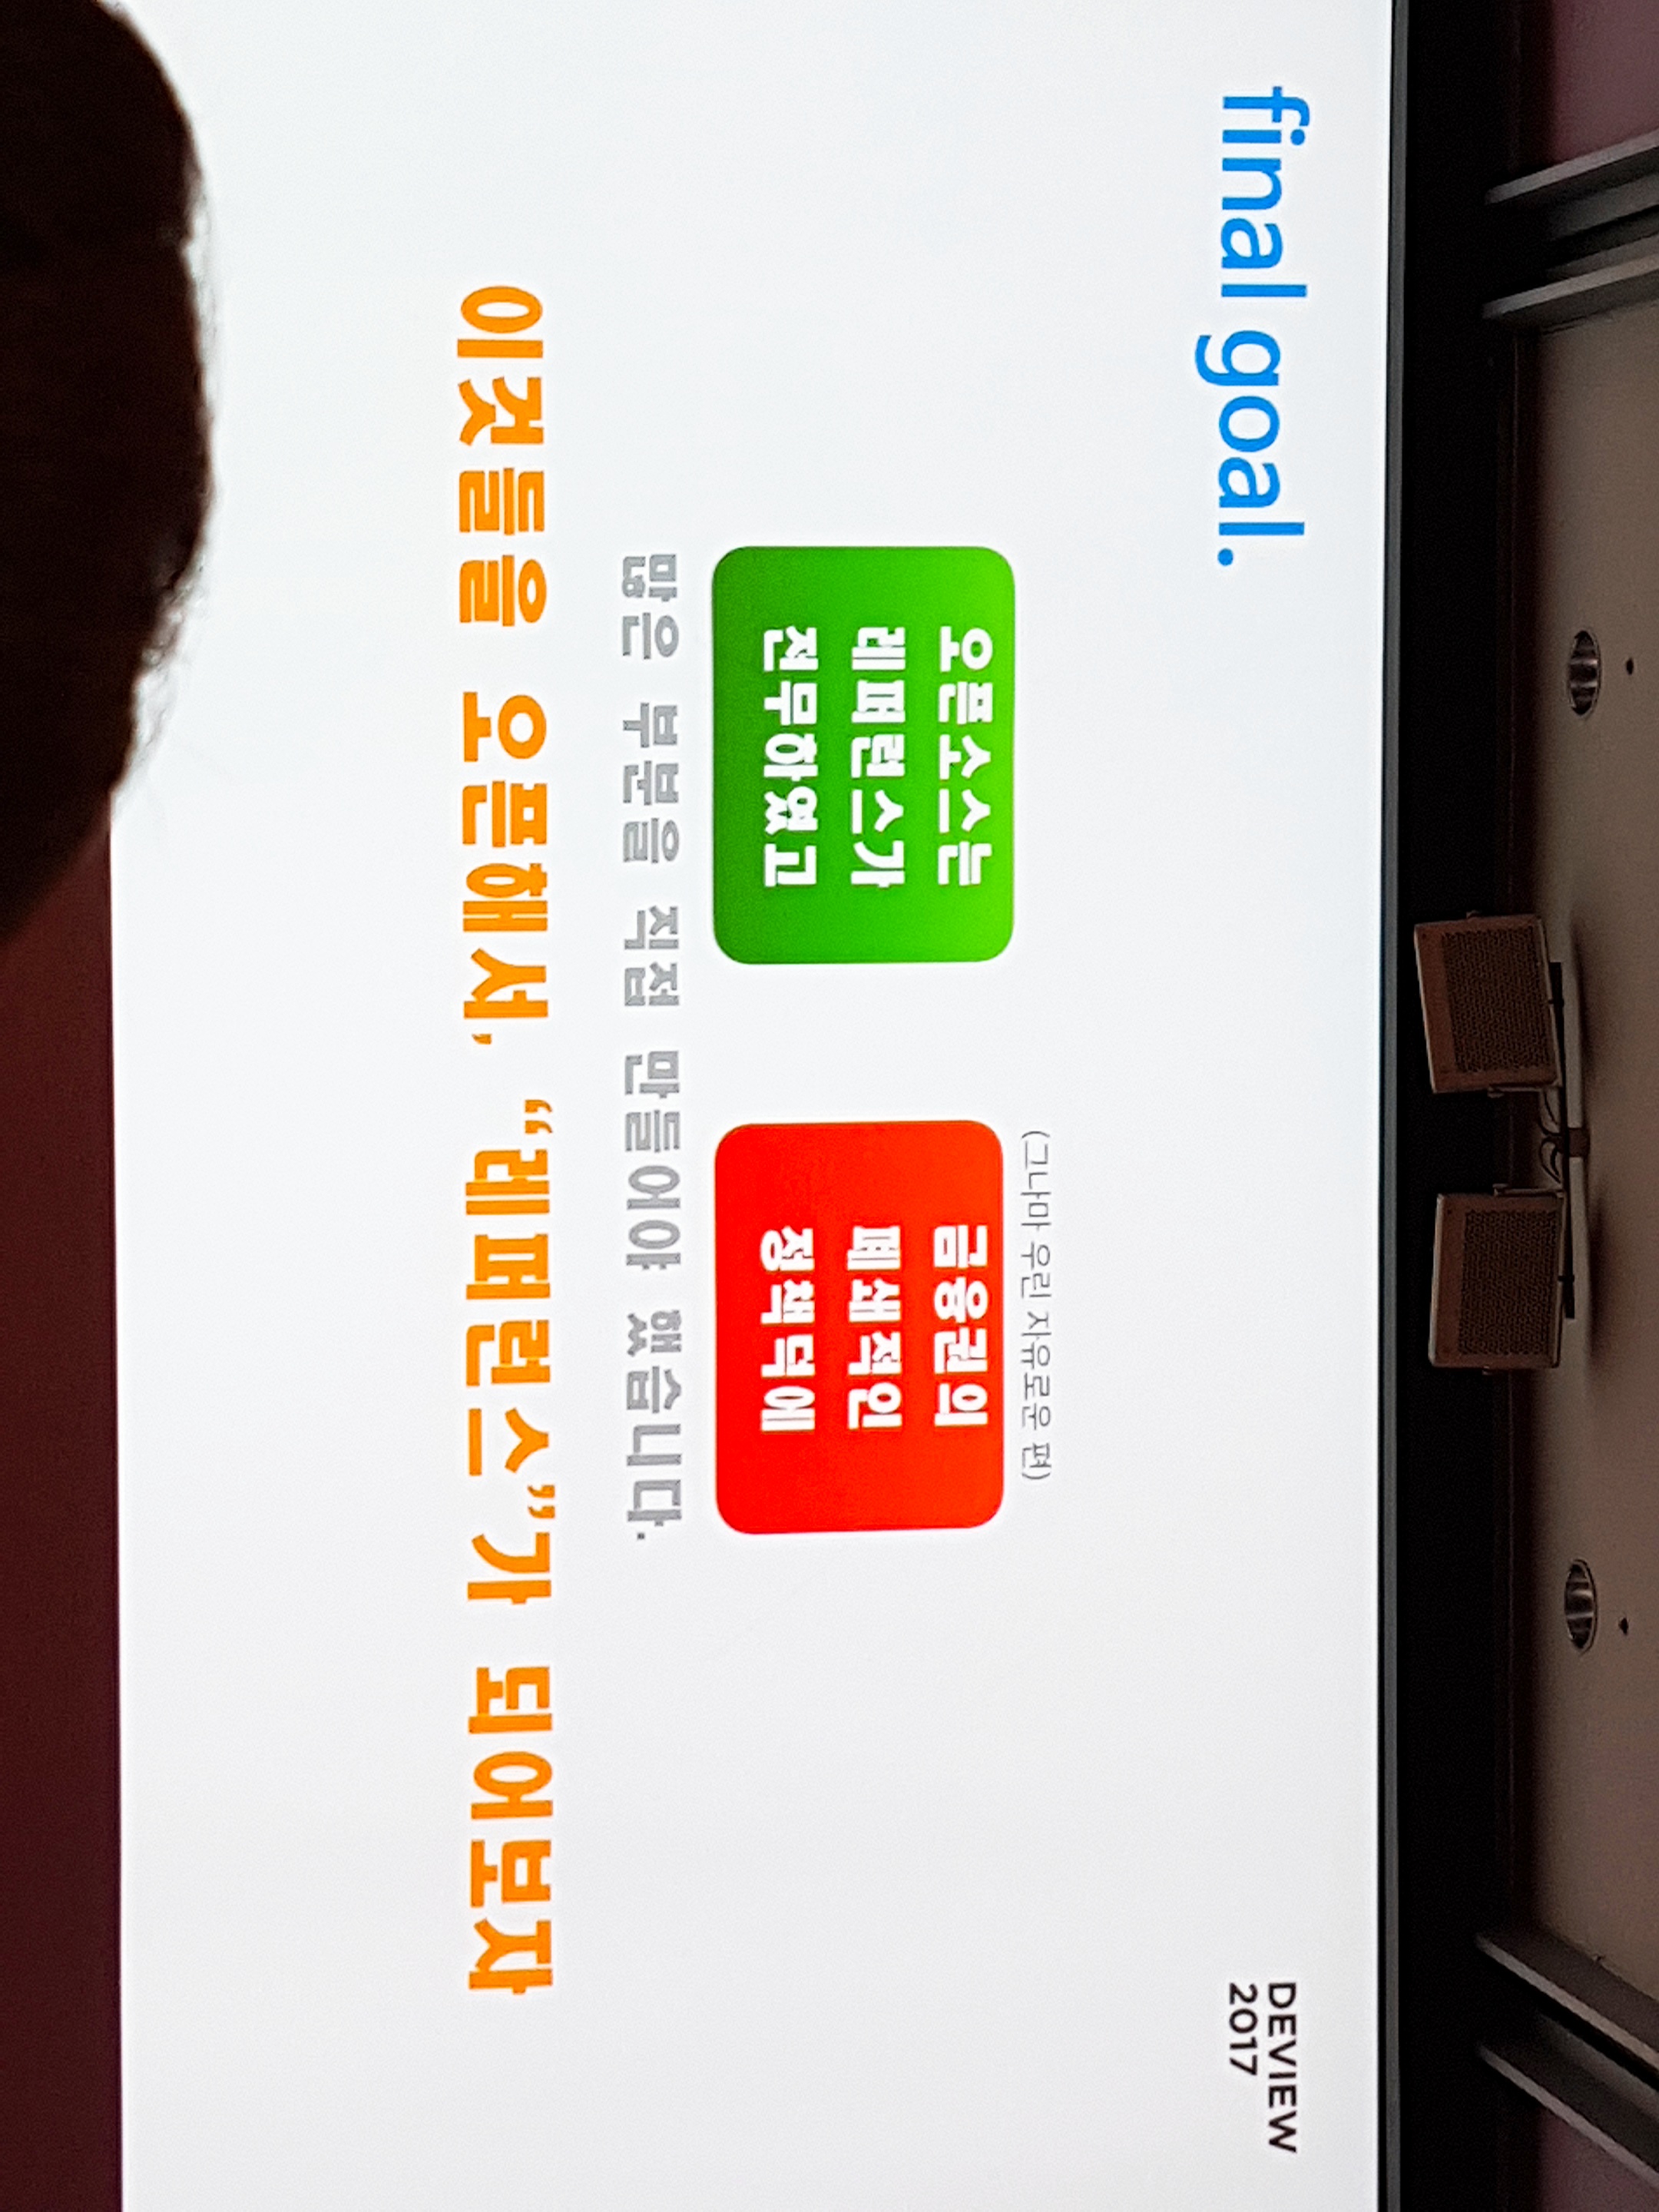 final goal.
DEVIEW
2017
오픈소스는
레퍼런스가
전무하였고
(그나마 우린 자유로운 편)
금융권의
폐쇄적인
정책덕에
많은 부분을 직접 만들어야 했습니다.
이것들을 오픈해서, “레퍼런스”가 되어보자